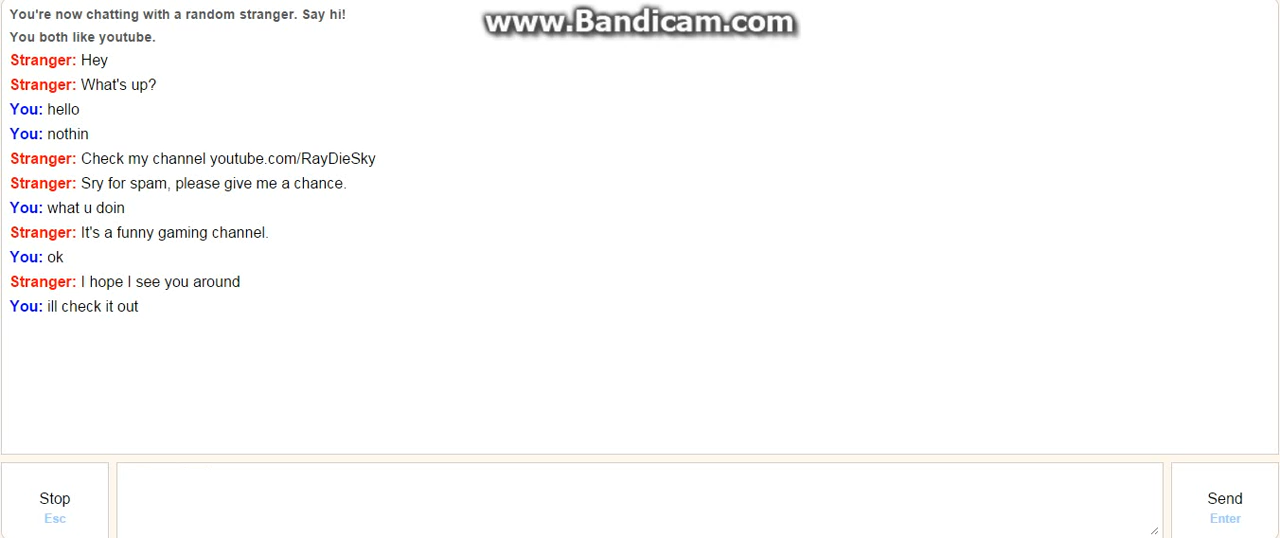 www.Bandicam.com
You're now chatting with a random stranger. Say hi!
You both like youtube.
Stranger: Hey
Stranger: What's up?
You: hello
You: nothin
Stranger: Check my channel youtube.com/RayDieSky
Stranger: Sry for spam, please give me a chance.
You: what u doin
Stranger: It's a funny gaming channel.
You: ok
Stranger: I hope I see you around
You: ill check it out
Stop
Esc
Send
Enter